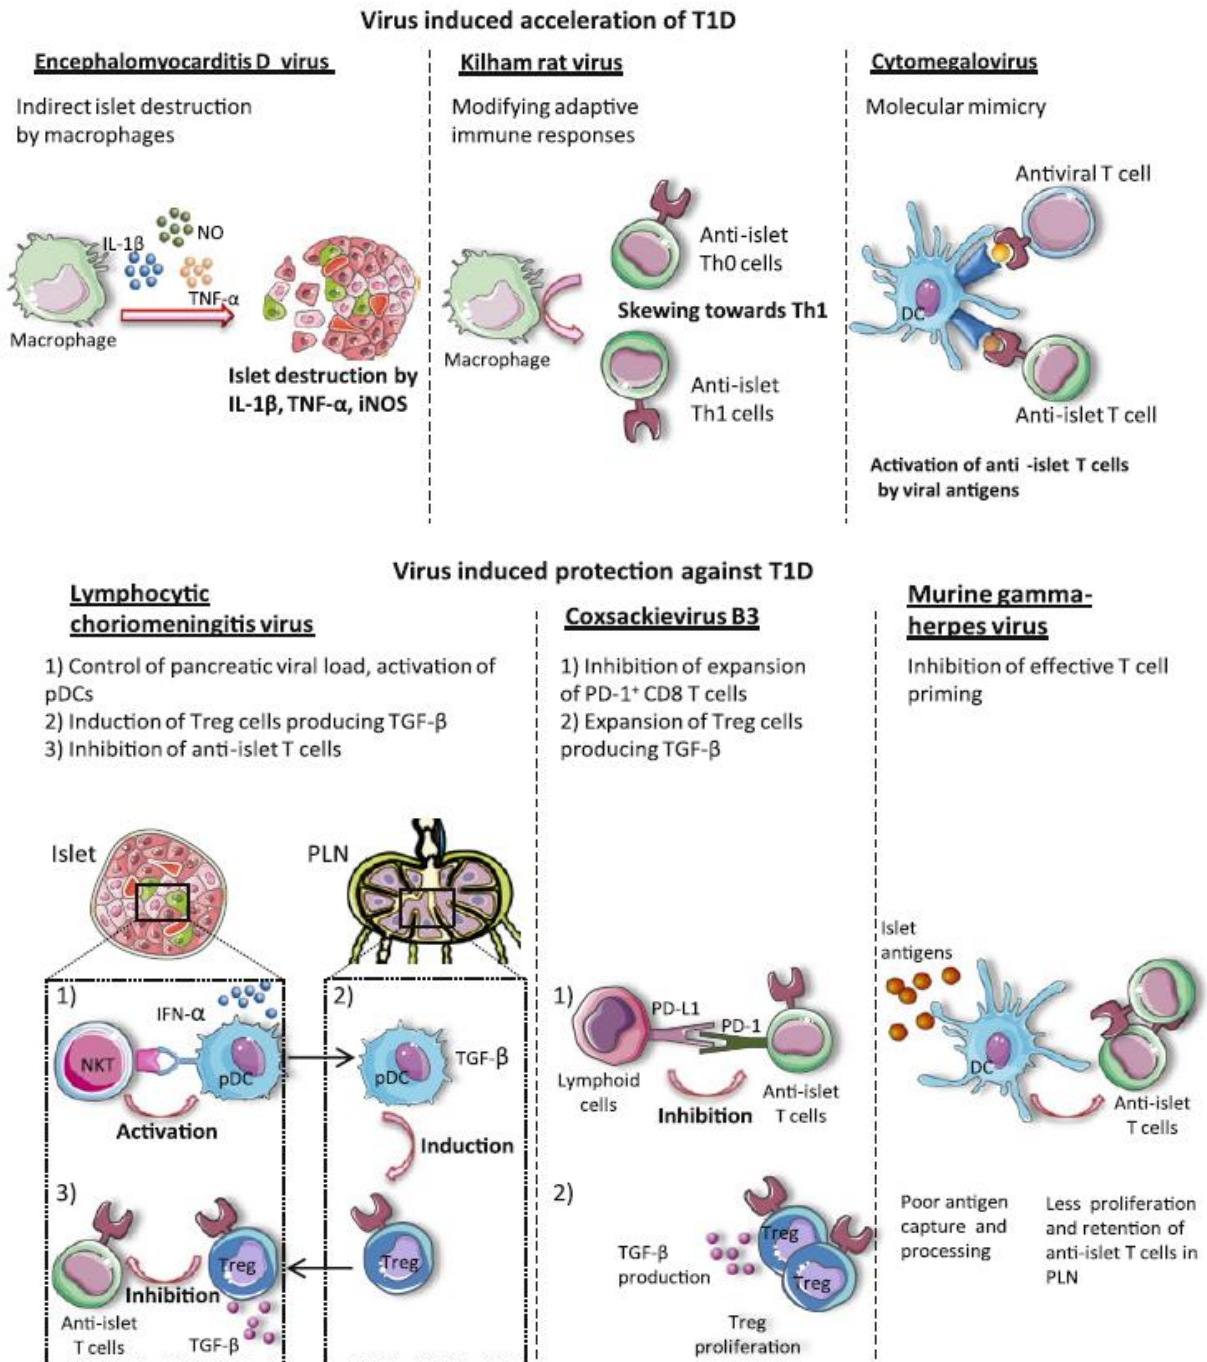 Virus induced acceleration of T1D
Encephalomyocarditis D virus
Indirect islet destruction
by macrophages
IL-1β
NO
TNF-α
Macrophage
Islet destruction by
IL-1β, TNF-α, iNOS
Kilham rat virus
Modifying adaptive
immune responses
Anti-islet
Th0 cells
Skewing towards Th1
Macrophage
Anti-islet
Th1 cells
Cytomegalovirus
Molecular mimicry
Antiviral T cell
DC
Anti-islet T cell
Activation of anti -islet T cells
by viral antigens
Virus induced protection against T1D
Lymphocytic
choriomeningitis virus
1) Control of pancreatic viral load, activation of
pDCs
2) Induction of Treg cells producing TGF-β
3) Inhibition of anti-islet T cells
Islet
PLN
1)
IFN-α
NKT
pDC
Activation
2)
pDC
TGF-β
Induction
Treg
3)
Treg
Inhibition
Anti-islet
T cells
TGF-β
Coxsackievirus B3
1) Inhibition of expansion
of PD-1⁺ CD8 T cells
2) Expansion of Treg cells
producing TGF-β
1)
PD-L1
PD-1
Lymphoid
cells
Inhibition
Anti-islet
T cells
2)
Treg
Treg
TGF-β
production
Treg
proliferation
Murine gamma-
herpes virus
Inhibition of effective T cell
priming
Islet
antigens
DC
Anti-islet
T cells
Poor antigen
capture and
processing
Less proliferation
and retention of
anti-islet T cells in
PLN